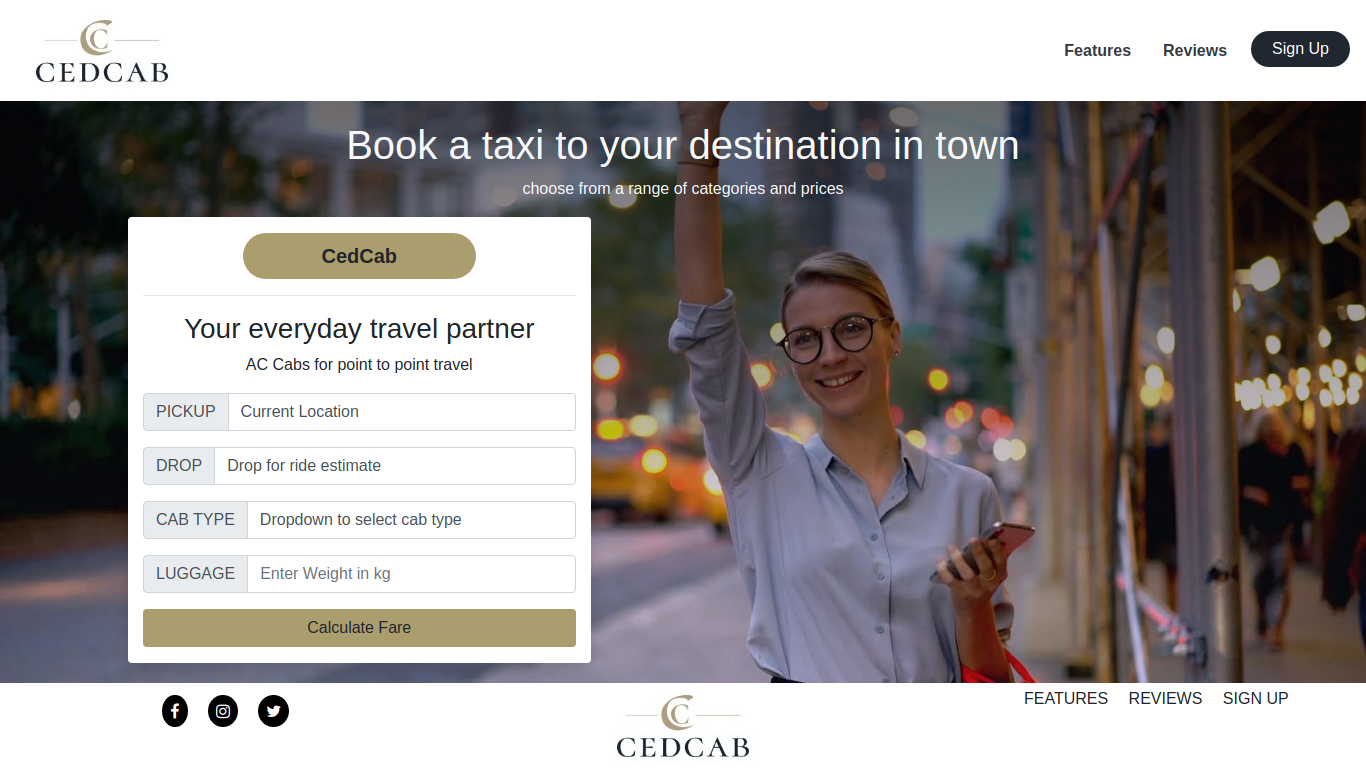 CEDCAB
Features
Reviews
Sign Up
Book a taxi to your destination in town
choose from a range of categories and prices
CedCab
Your everyday travel partner
AC Cabs for point to point travel
PICKUP Current Location
DROP Drop for ride estimate
CAB TYPE Dropdown to select cab type
LUGGAGE Enter Weight in kg
Calculate Fare
CEDCAB
FEATURES REVIEWS SIGN UP